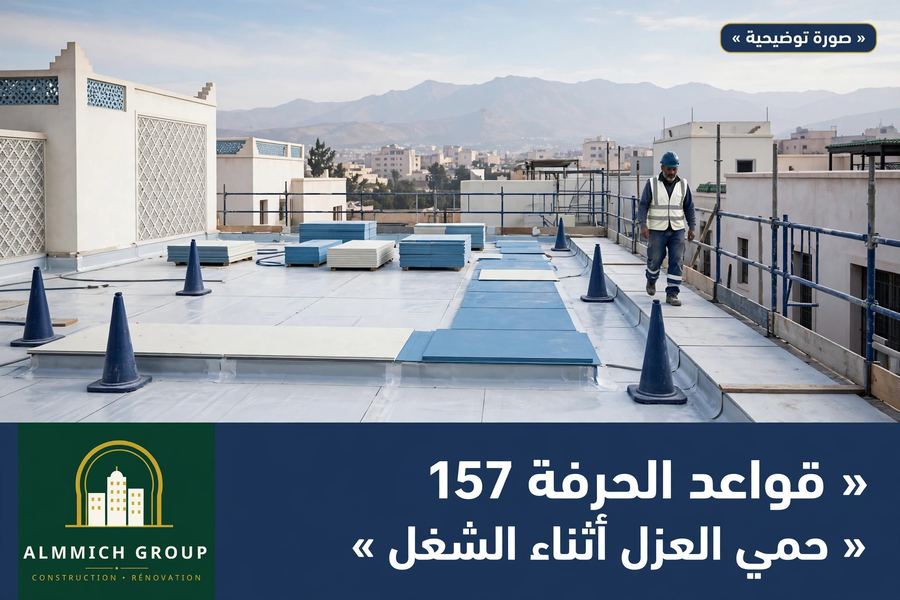 « صورة توضيحية »
« قواعد الحرفة 157
« حمي العزل أثناء الشغل »
ALMMICH GROUP
CONSTRUCTION • RÉNOVATION